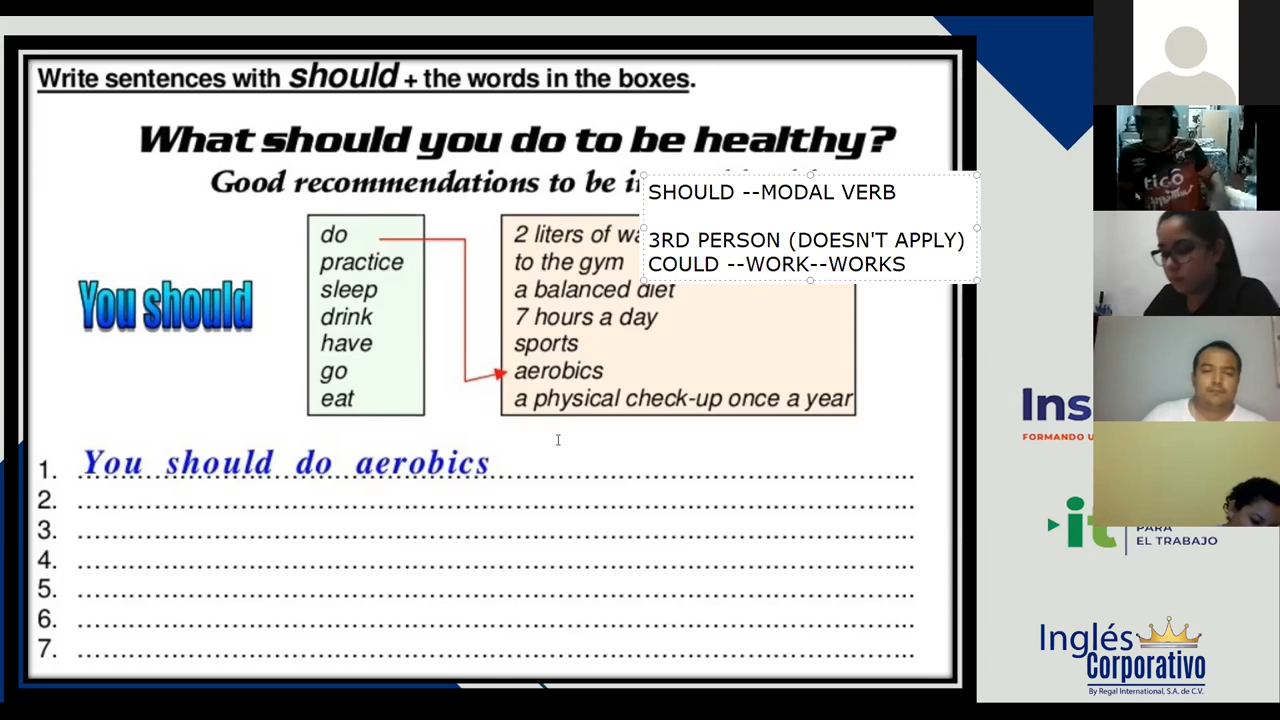 Write sentences with should + the words in the boxes.
What should you do to be healthy?
Good recommendations to be in
SHOULD --MODAL VERB
3RD PERSON (DOESN'T APPLY)
COULD --WORK--WORKS
You should
do
practice
sleep
drink
have
go
eat
2 liters of
to the gym
a balanced diet
7 hours a day
sports
aerobics
a physical check-up once a year
1. You should do aerobics
2.
3.
4.
5.
6.
7.
tigo
Ins
FORMANDO
it
PARA
EL TRABAJO
Inglés
Corporativo
By Regal International, S.A. de C.V.